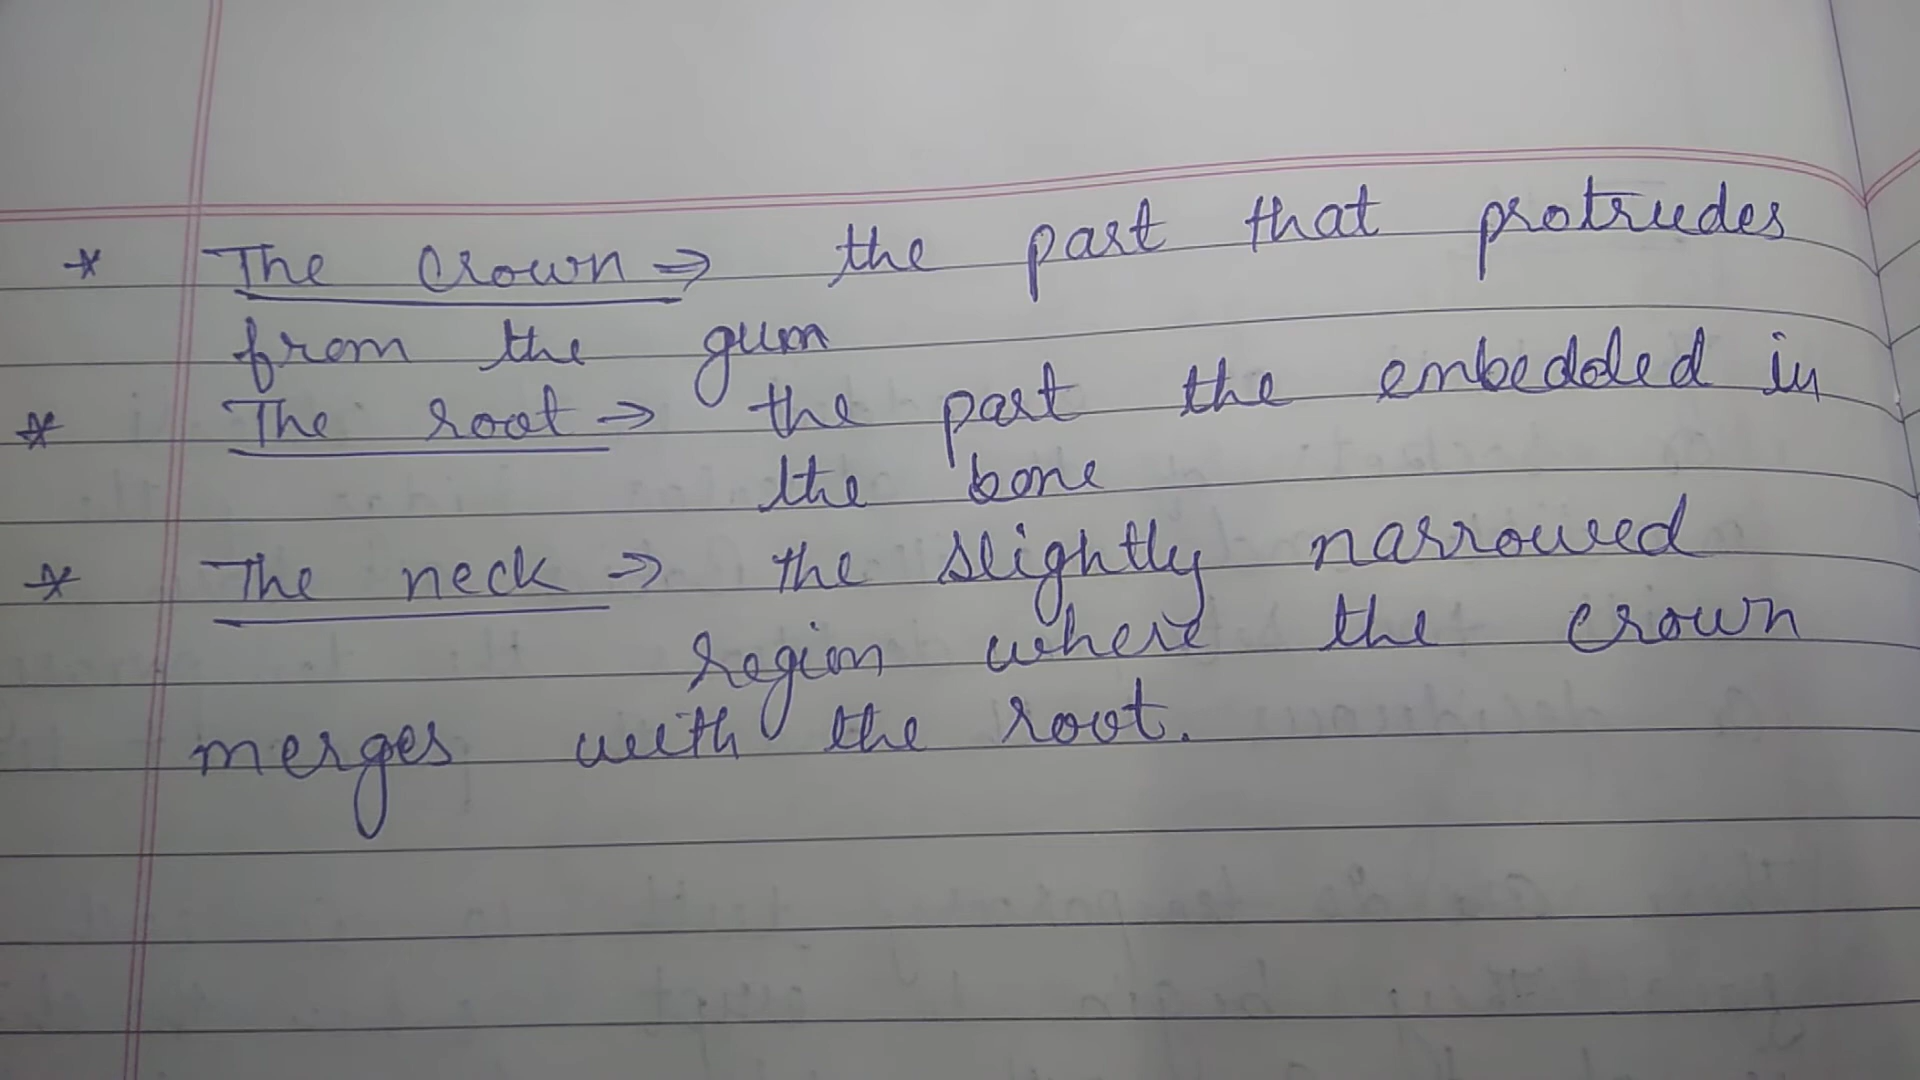 * The crown ⇒ the part that protrudes
from the gum
* The root ⇒ the part the embedded in
the bone
* The neck ⇒ the slightly narrowed
region where the crown
merges with the root.